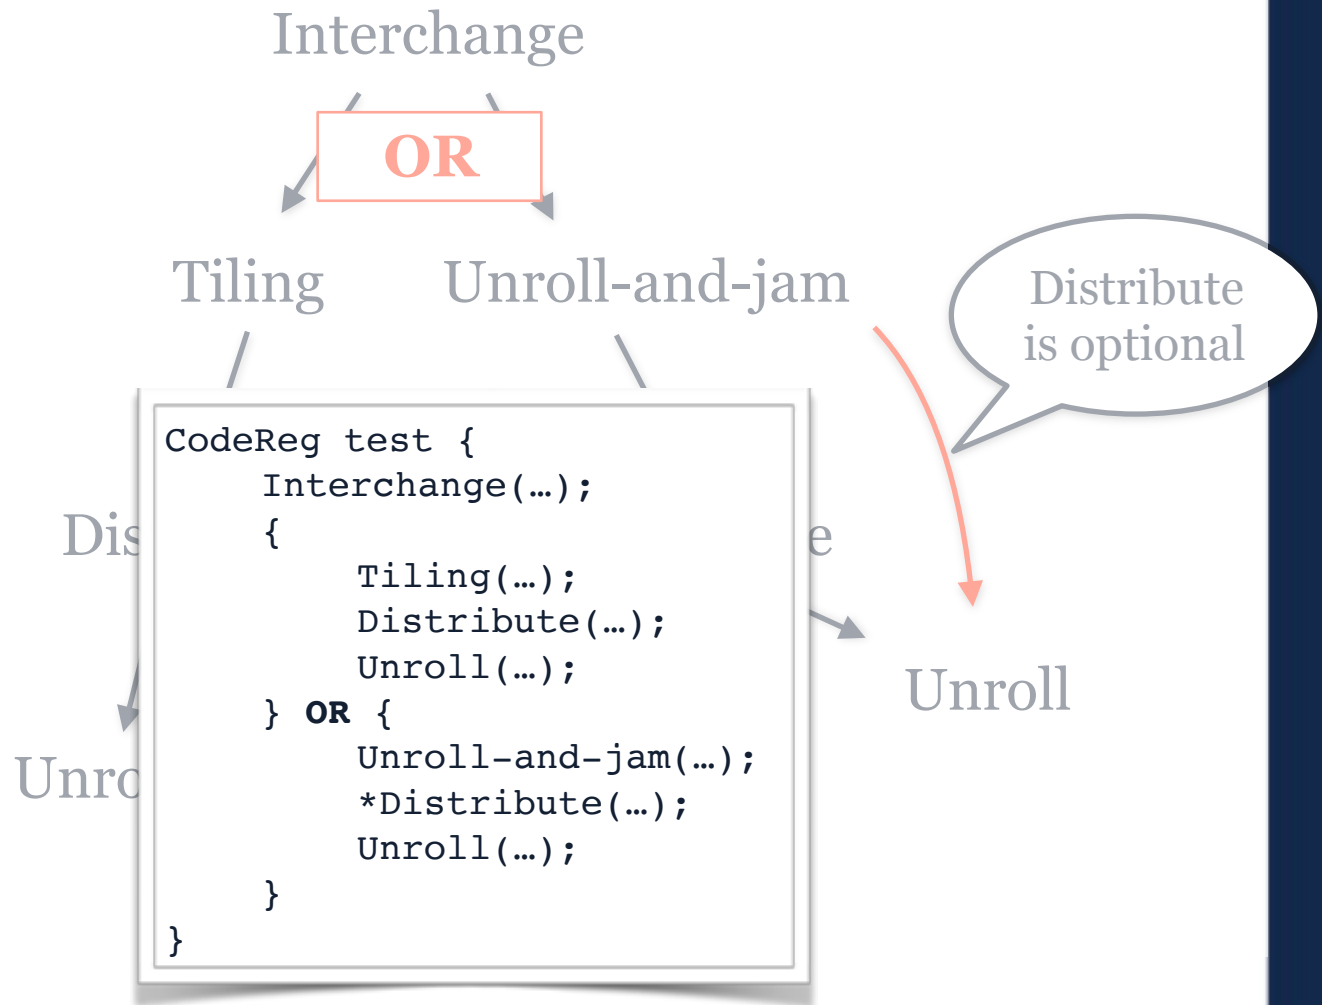 Interchange
OR
Tiling
Unroll-and-jam
Distribute
is optional
CodeReg test {
Interchange(…);
{
Tiling(…);
Distribute(…);
Unroll(…);
} OR {
Unroll-and-jam(…);
*Distribute(…);
Unroll(…);
}
}
Unroll